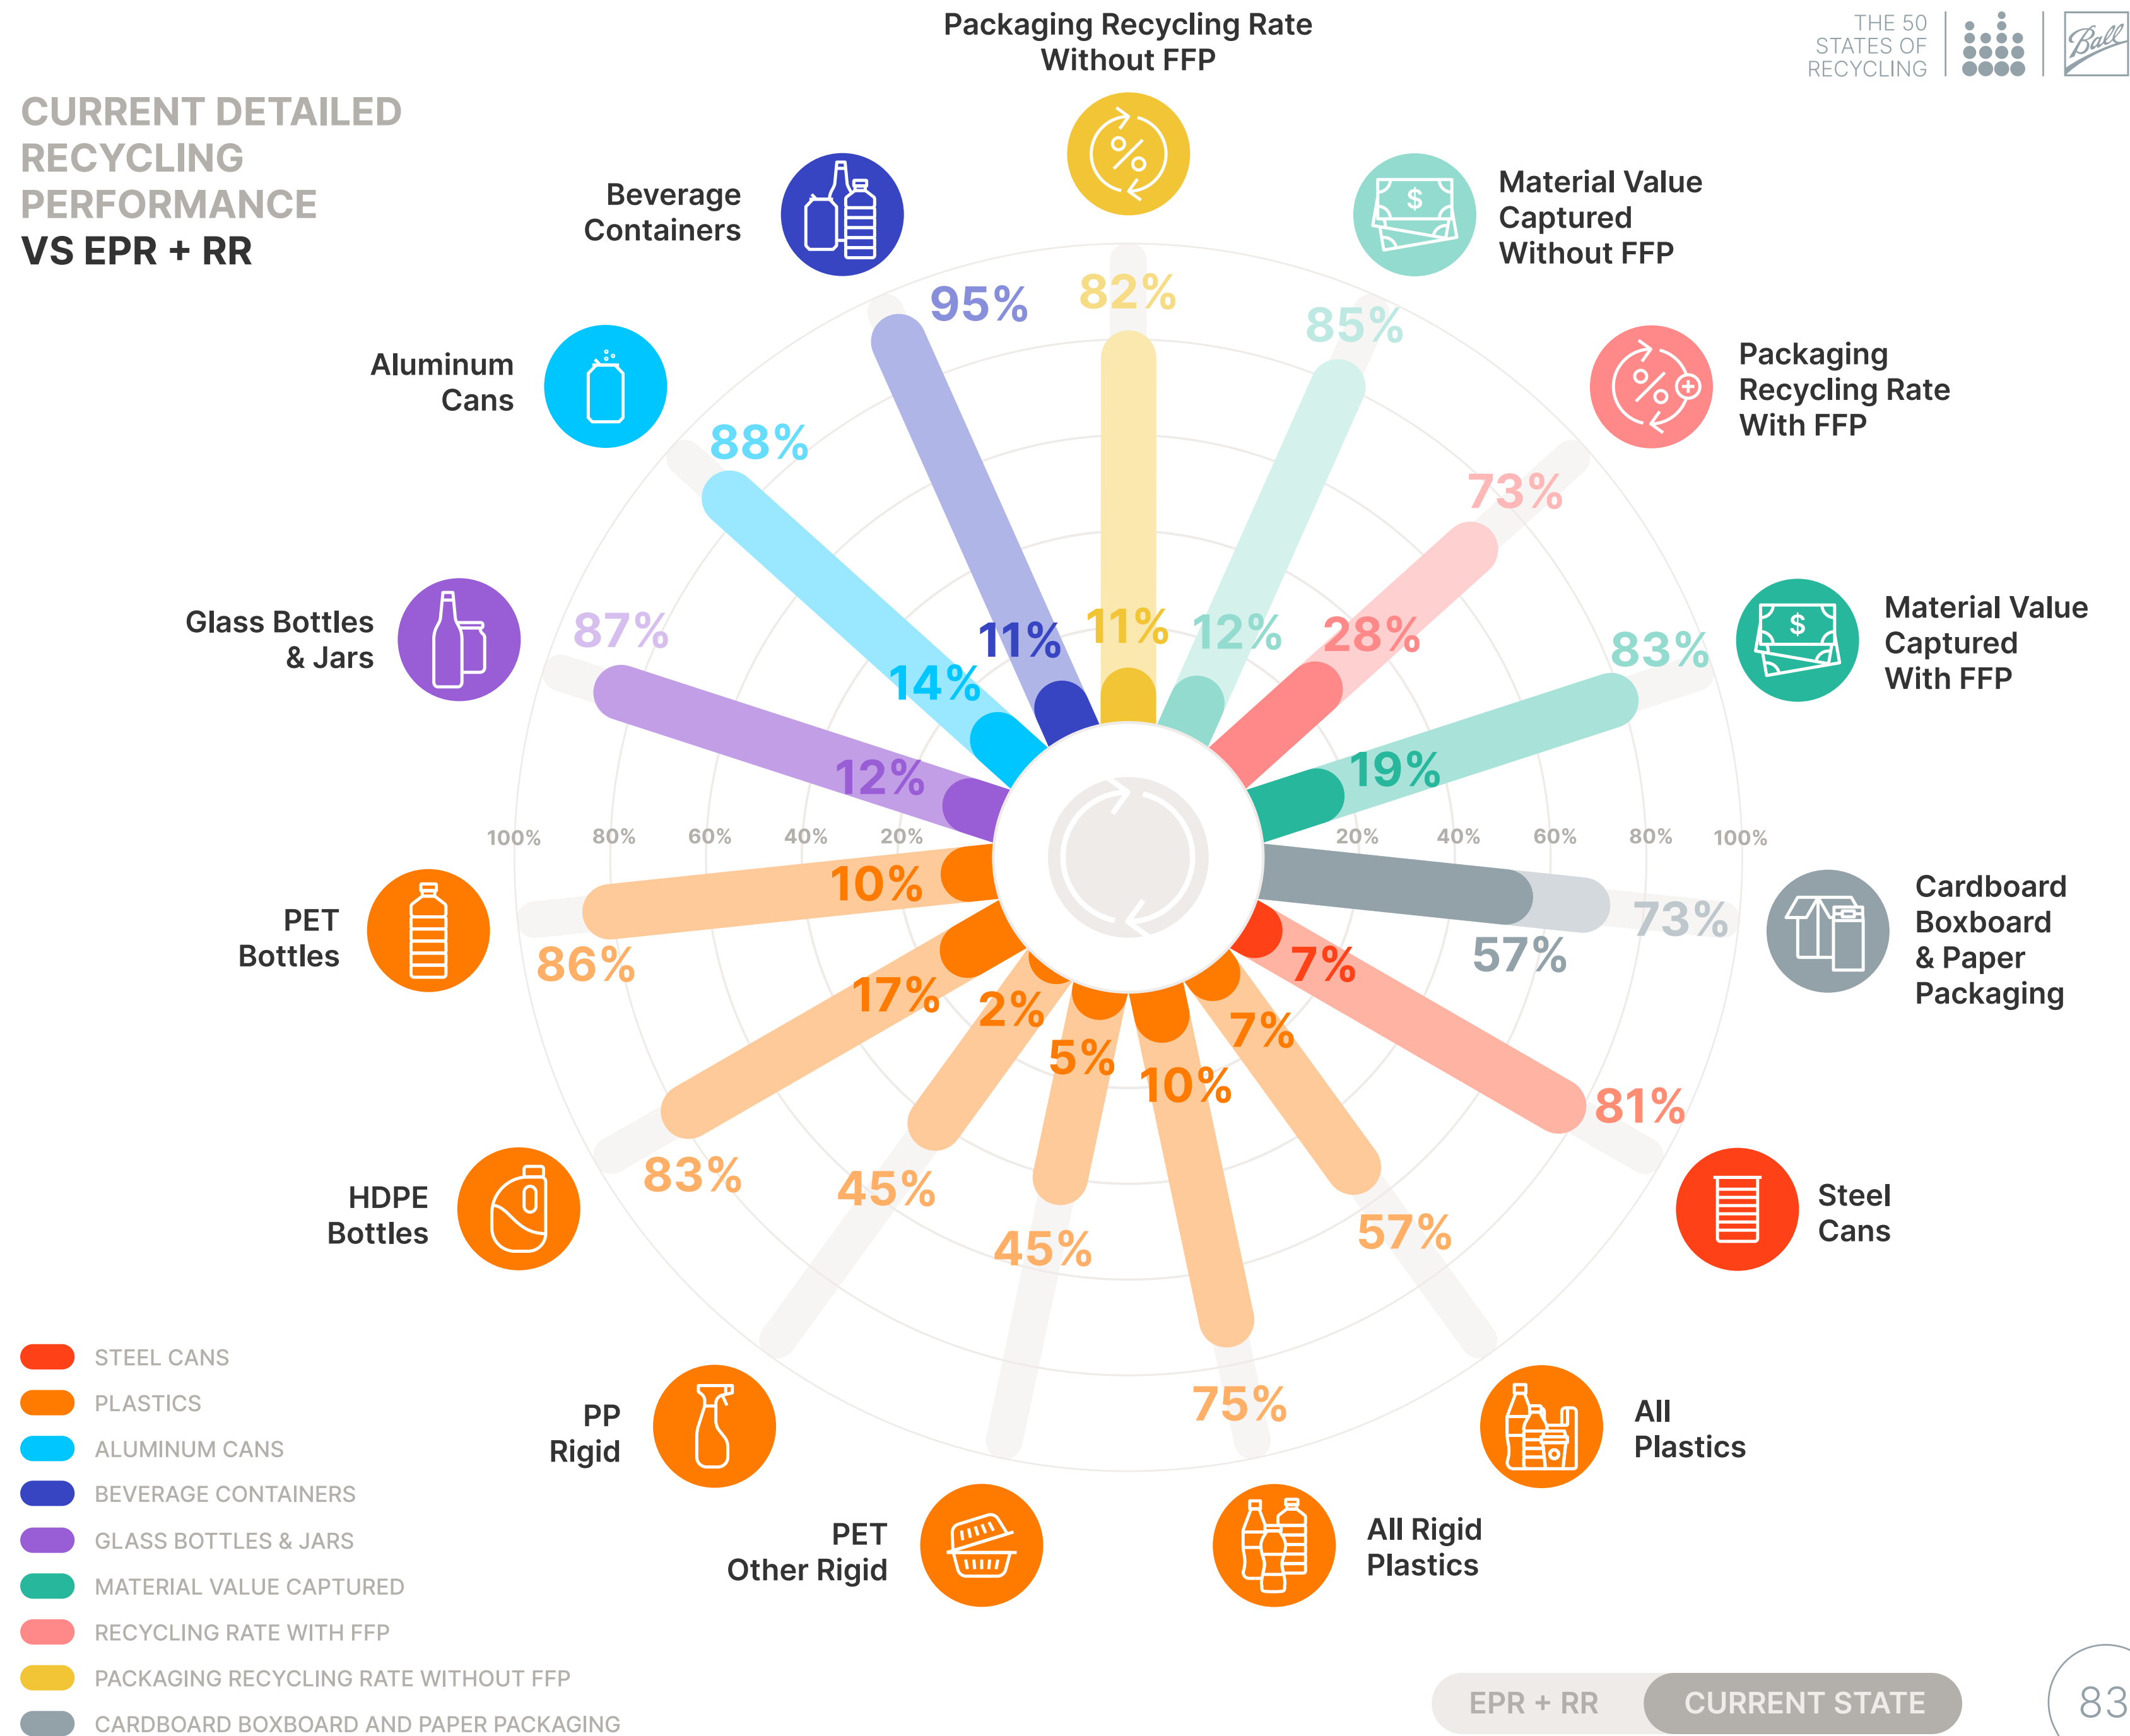 THE 50
STATES OF
RECYCLING
Ball
CURRENT DETAILED
RECYCLING
PERFORMANCE
VS EPR + RR
Packaging Recycling Rate
Without FFP
82%
11%
Material Value
Captured
Without FFP
85%
12%
Packaging
Recycling Rate
With FFP
73%
28%
$
Material Value
Captured
With FFP
83%
19%
$
Cardboard
Boxboard
& Paper
Packaging
73%
57%
Steel
Cans
81%
7%
All
Plastics
57%
7%
All Rigid
Plastics
75%
10%
PET
Other Rigid
45%
5%
PP
Rigid
45%
2%
HDPE
Bottles
83%
17%
PET
Bottles
86%
10%
Glass Bottles
& Jars
87%
12%
Aluminum
Cans
88%
14%
Beverage
Containers
95%
11%
%
%
100% 80% 60% 40% 20% 20% 40% 60% 80% 100%
STEEL CANS
PLASTICS
ALUMINUM CANS
BEVERAGE CONTAINERS
GLASS BOTTLES & JARS
MATERIAL VALUE CAPTURED
RECYCLING RATE WITH FFP
PACKAGING RECYCLING RATE WITHOUT FFP
CARDBOARD BOXBOARD AND PAPER PACKAGING
EPR + RR
CURRENT STATE
83